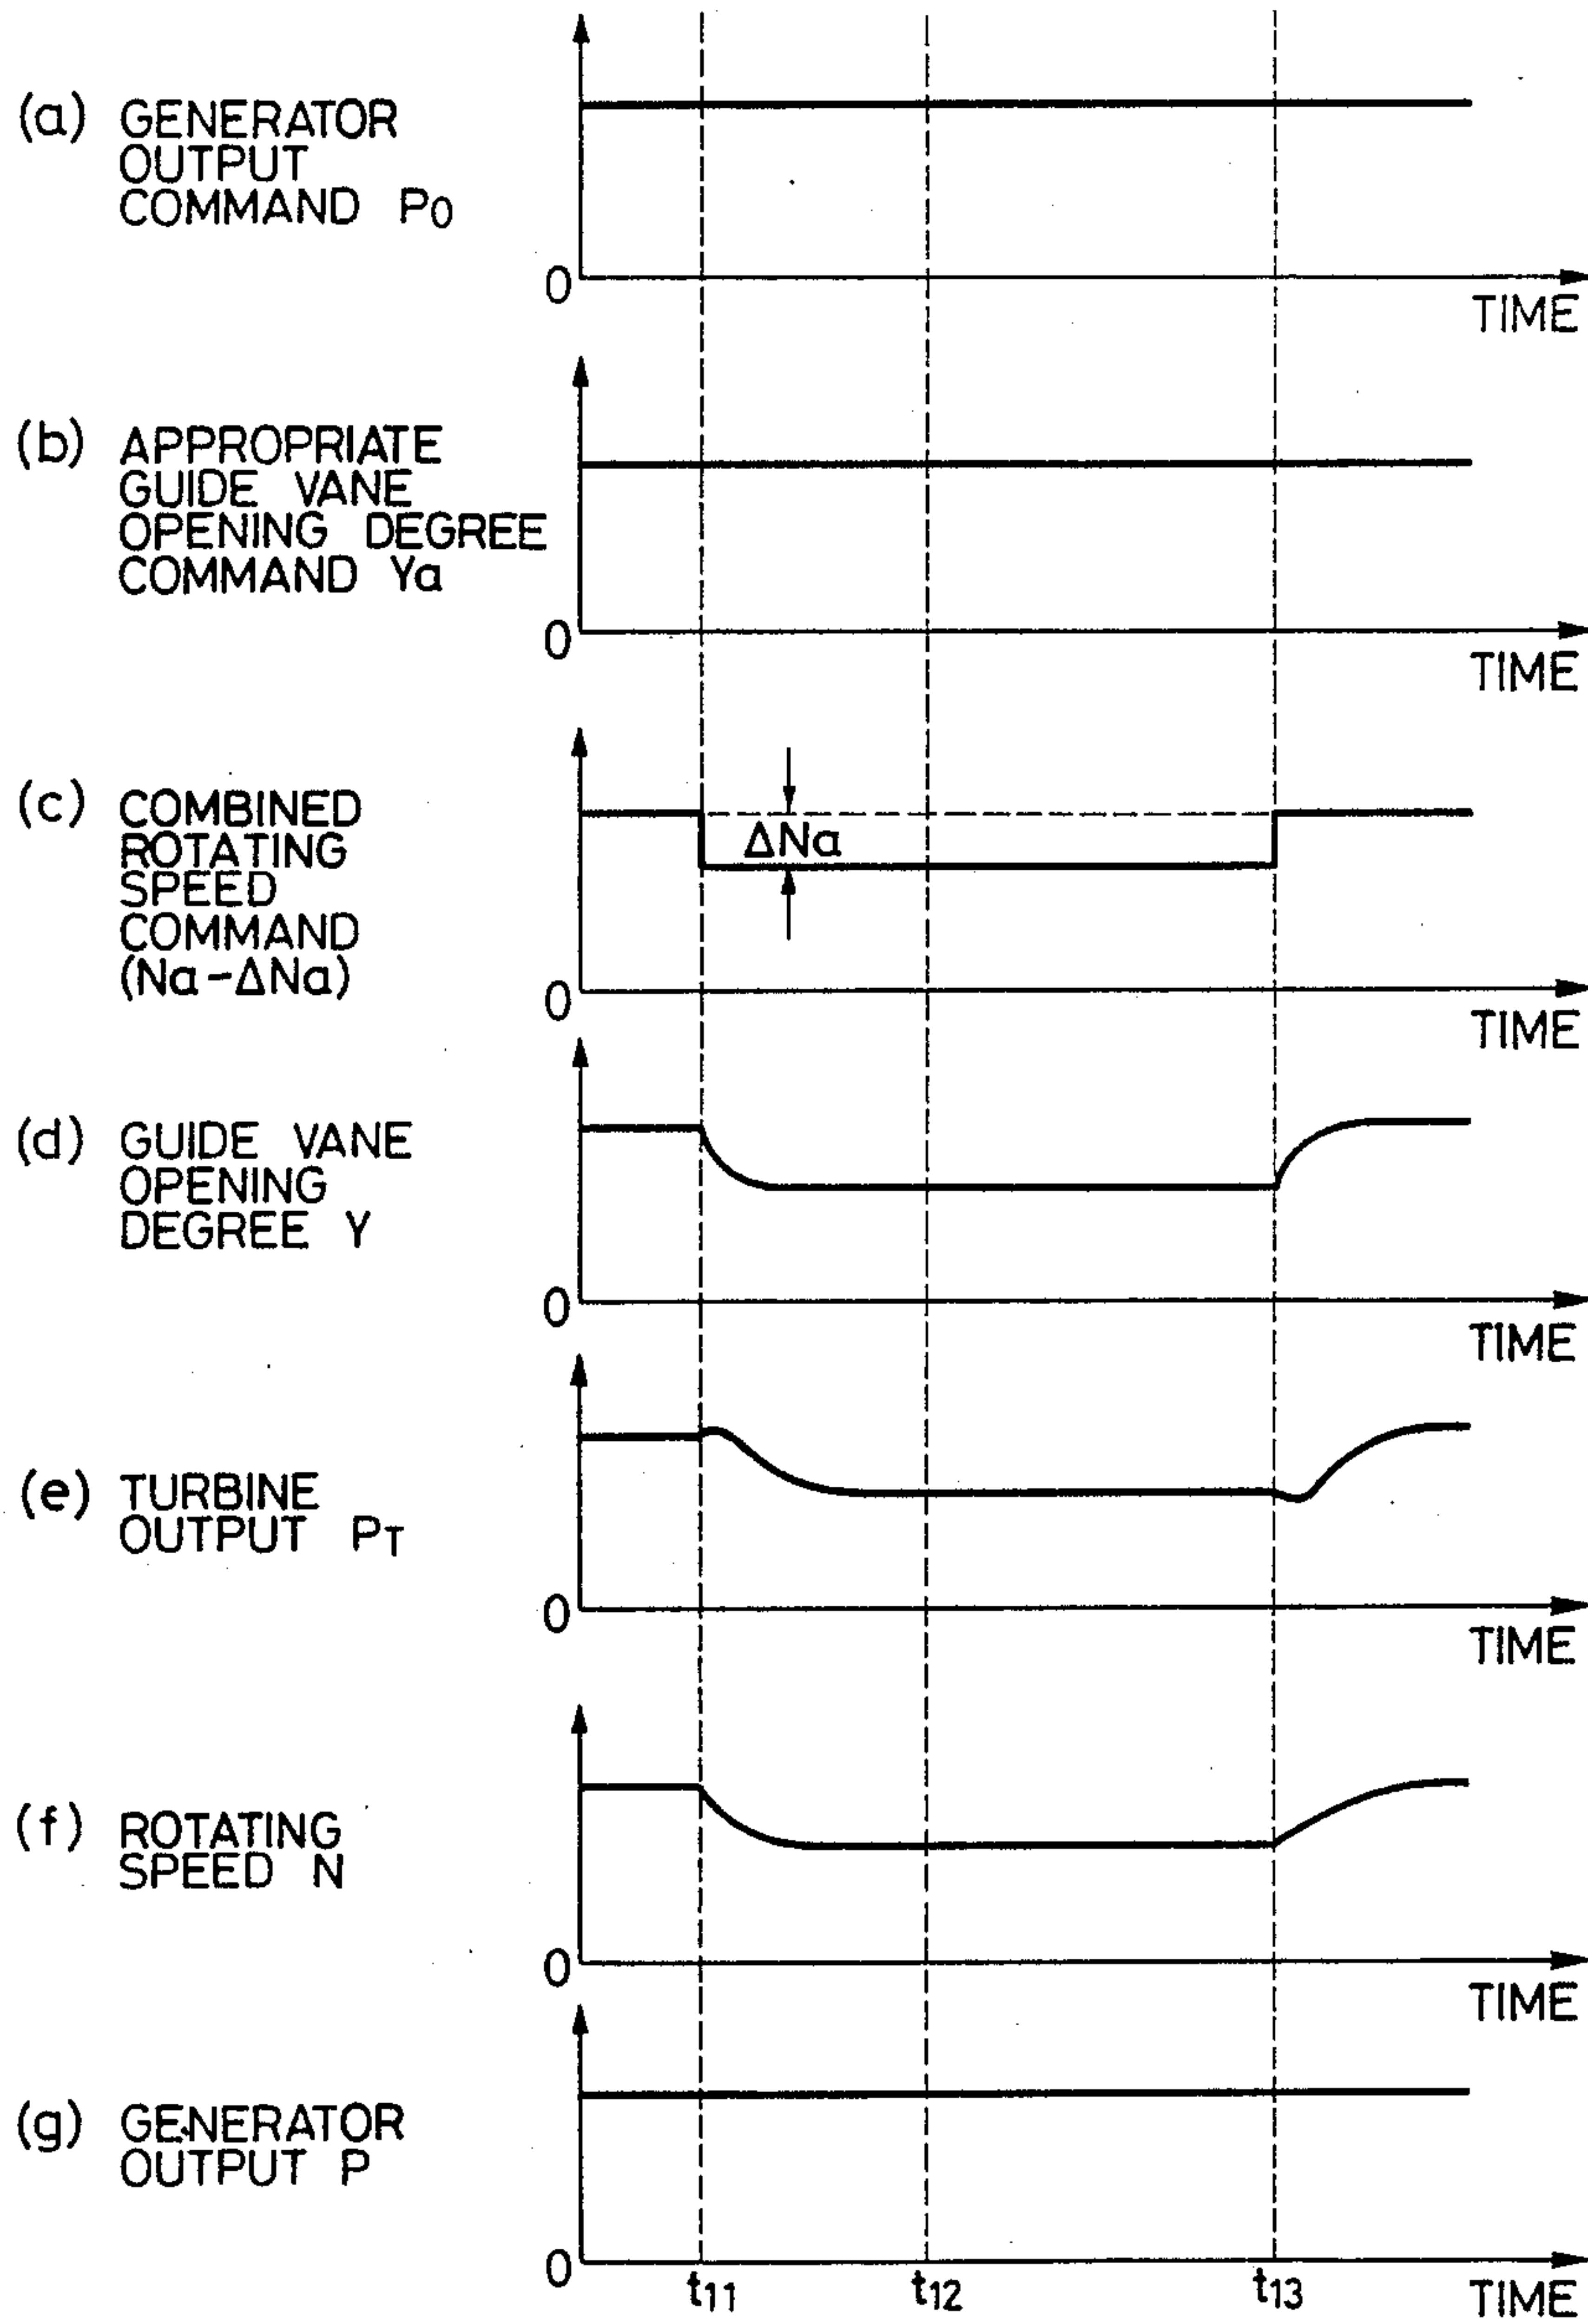 (a) GENERATOR
OUTPUT
COMMAND P0
0
TIME
(b) APPROPRIATE
GUIDE VANE
OPENING DEGREE
COMMAND Ya
0
TIME
(c) COMBINED
ROTATING
SPEED
COMMAND
(Na-ΔNa)
ΔNa
0
TIME
(d) GUIDE VANE
OPENING
DEGREE Y
0
TIME
(e) TURBINE
OUTPUT PT
0
TIME
(f) ROTATING
SPEED N
0
TIME
(g) GENERATOR
OUTPUT P
0
t11
t12
t13
TIME